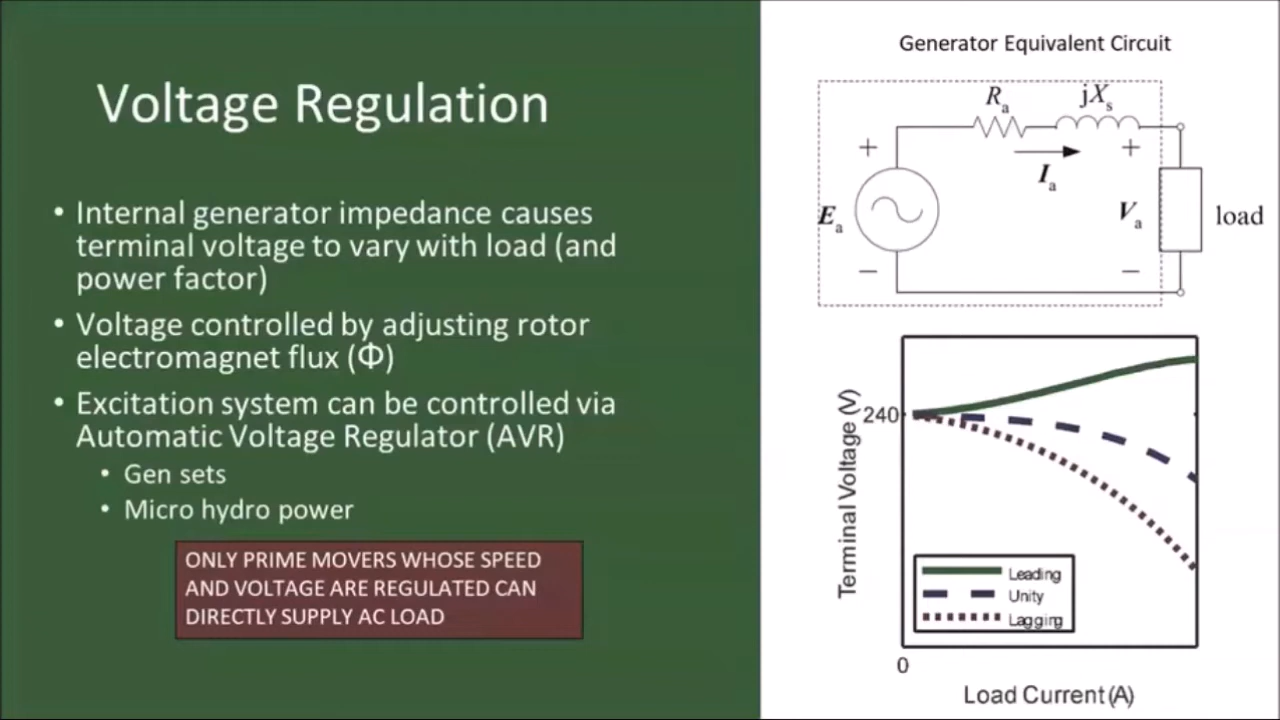 Voltage Regulation
• Internal generator impedance causes
terminal voltage to vary with load (and
power factor)
• Voltage controlled by adjusting rotor
electromagnet flux (Φ)
• Excitation system can be controlled via
Automatic Voltage Regulator (AVR)
• Gen sets
• Micro hydro power
ONLY PRIME MOVERS WHOSE SPEED
AND VOLTAGE ARE REGULATED CAN
DIRECTLY SUPPLY AC LOAD
Generator Equivalent Circuit
Ra
jXs
+
+
Ia
Ea
Va
load
−
−
Terminal Voltage (V)
240
Leading
Unity
Lagging
0
Load Current (A)